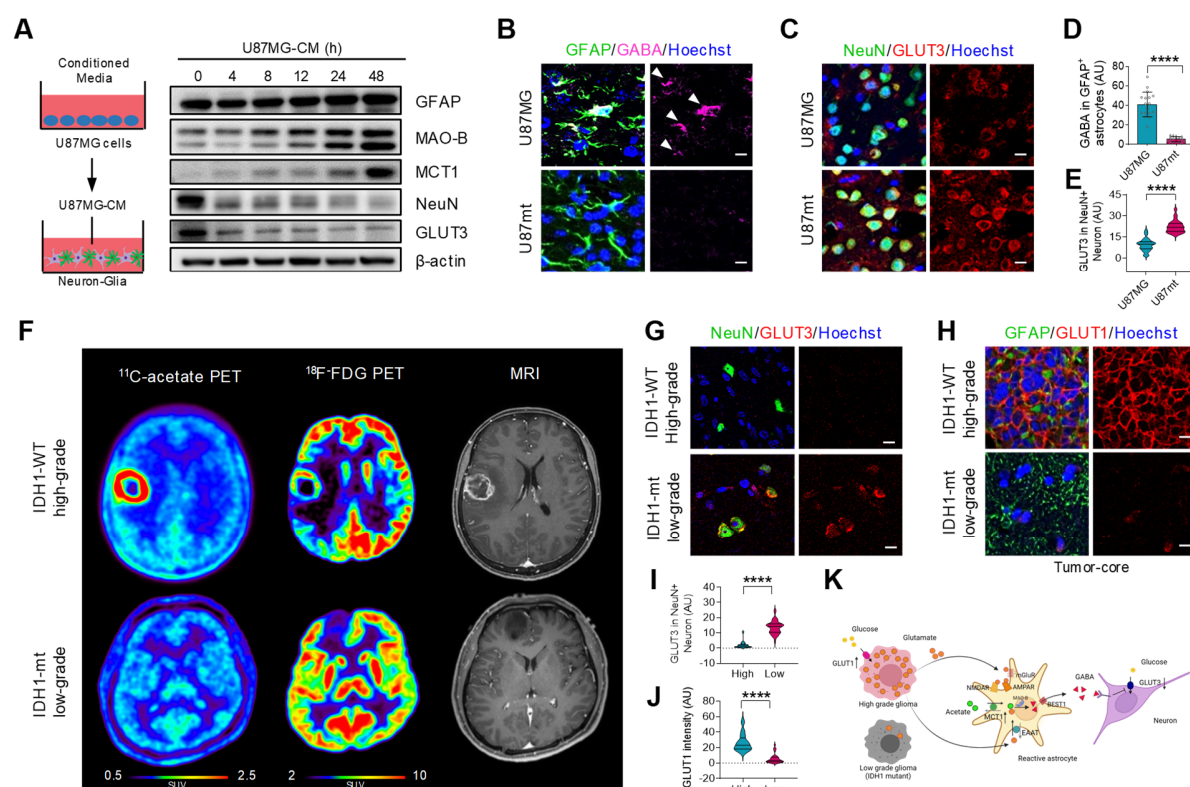 A
Conditioned
Media
U87MG cells
U87MG-CM
Neuron-Glia
U87MG-CM (h)
0 4 8 12 24 48
GFAP
MAO-B
MCT1
NeuN
GLUT3
β-actin
B
GFAP/GABA/Hoechst
U87MG
U87mt
C
NeuN/GLUT3/Hoechst
U87MG
U87mt
D
GABA in GFAP+
astrocytes (AU)
80
60
40
20
0
****
U87MG
U87mt
E
GLUT3 in NeuN+
Neuron (AU)
45
30
15
0
****
U87MG
U87mt
F
11C-acetate PET
18F-FDG PET
MRI
IDH1-WT
high-grade
IDH1-mt
low-grade
0.5 2.5
SUV
2 10
SUV
G
NeuN/GLUT3/Hoechst
IDH1-WT
High-grade
IDH1-mt
low-grade
H
GFAP/GLUT1/Hoechst
IDH1-WT
high-grade
IDH1-mt
low-grade
Tumor-core
I
GLUT3 in NeuN+
Neuron (AU)
40
30
20
10
0
-10
****
High Low
J
GLUT1 intensity (AU)
80
60
40
20
0
-20
****
K
Glucose
GLUT1
Glutamate
High grade glioma
Low grade glioma
(IDH1 mutant)
mGluR
NMDAR
AMPAR
MAO-B
Acetate
MCT1
EAAT
BEST1
Reactive astrocyte
GABA
Glucose
GLUT3
Neuron